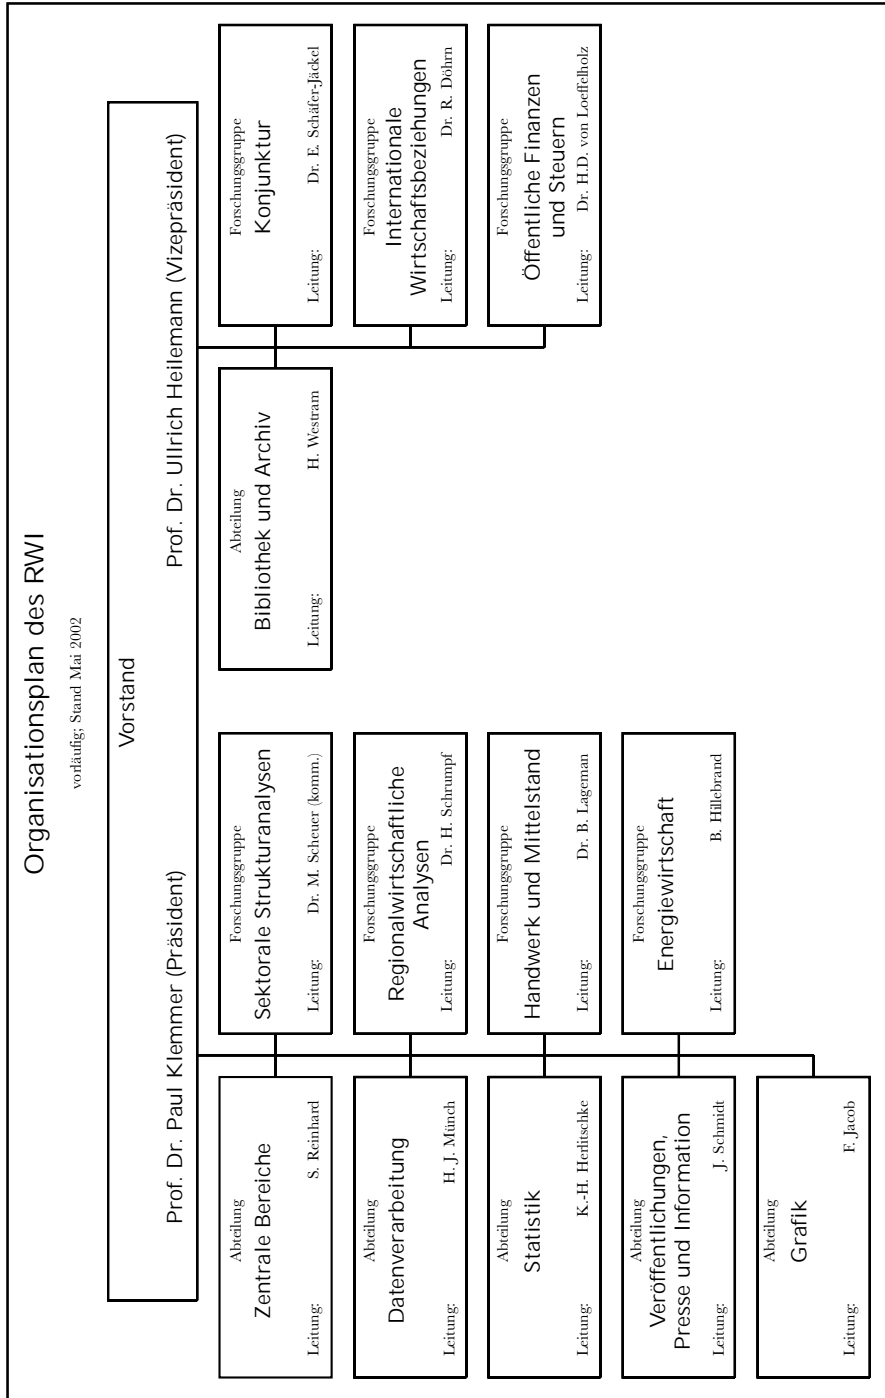 Organisationsplan des RWI
vorläufig; Stand Mai 2002
Vorstand
Prof. Dr. Paul Klemmer (Präsident)
Prof. Dr. Ullrich Heilemann (Vizepräsident)
Abteilung
Zentrale Bereiche
Leitung: S. Reinhard
Forschungsgruppe
Sektorale Strukturanalysen
Leitung: Dr. M. Scheuer (komm.)
Abteilung
Bibliothek und Archiv
Leitung: H. Westram
Forschungsgruppe
Konjunktur
Leitung: Dr. E. Schäfer-Jäckel
Abteilung
Datenverarbeitung
Leitung: H. J. Münch
Forschungsgruppe
Regionalwirtschaftliche
Analysen
Leitung: Dr. H. Schrumpf
Forschungsgruppe
Internationale
Wirtschaftsbeziehungen
Leitung: Dr. R. Döhrn
Abteilung
Statistik
Leitung: K.-H. Herlitschke
Forschungsgruppe
Handwerk und Mittelstand
Leitung: Dr. B. Lageman
Forschungsgruppe
Öffentliche Finanzen
und Steuern
Leitung: Dr. H.D. von Loeffelholz
Abteilung
Veröffentlichungen,
Presse und Information
Leitung: J. Schmidt
Forschungsgruppe
Energiewirtschaft
Leitung: B. Hillebrand
Abteilung
Grafik
Leitung: F. Jacob